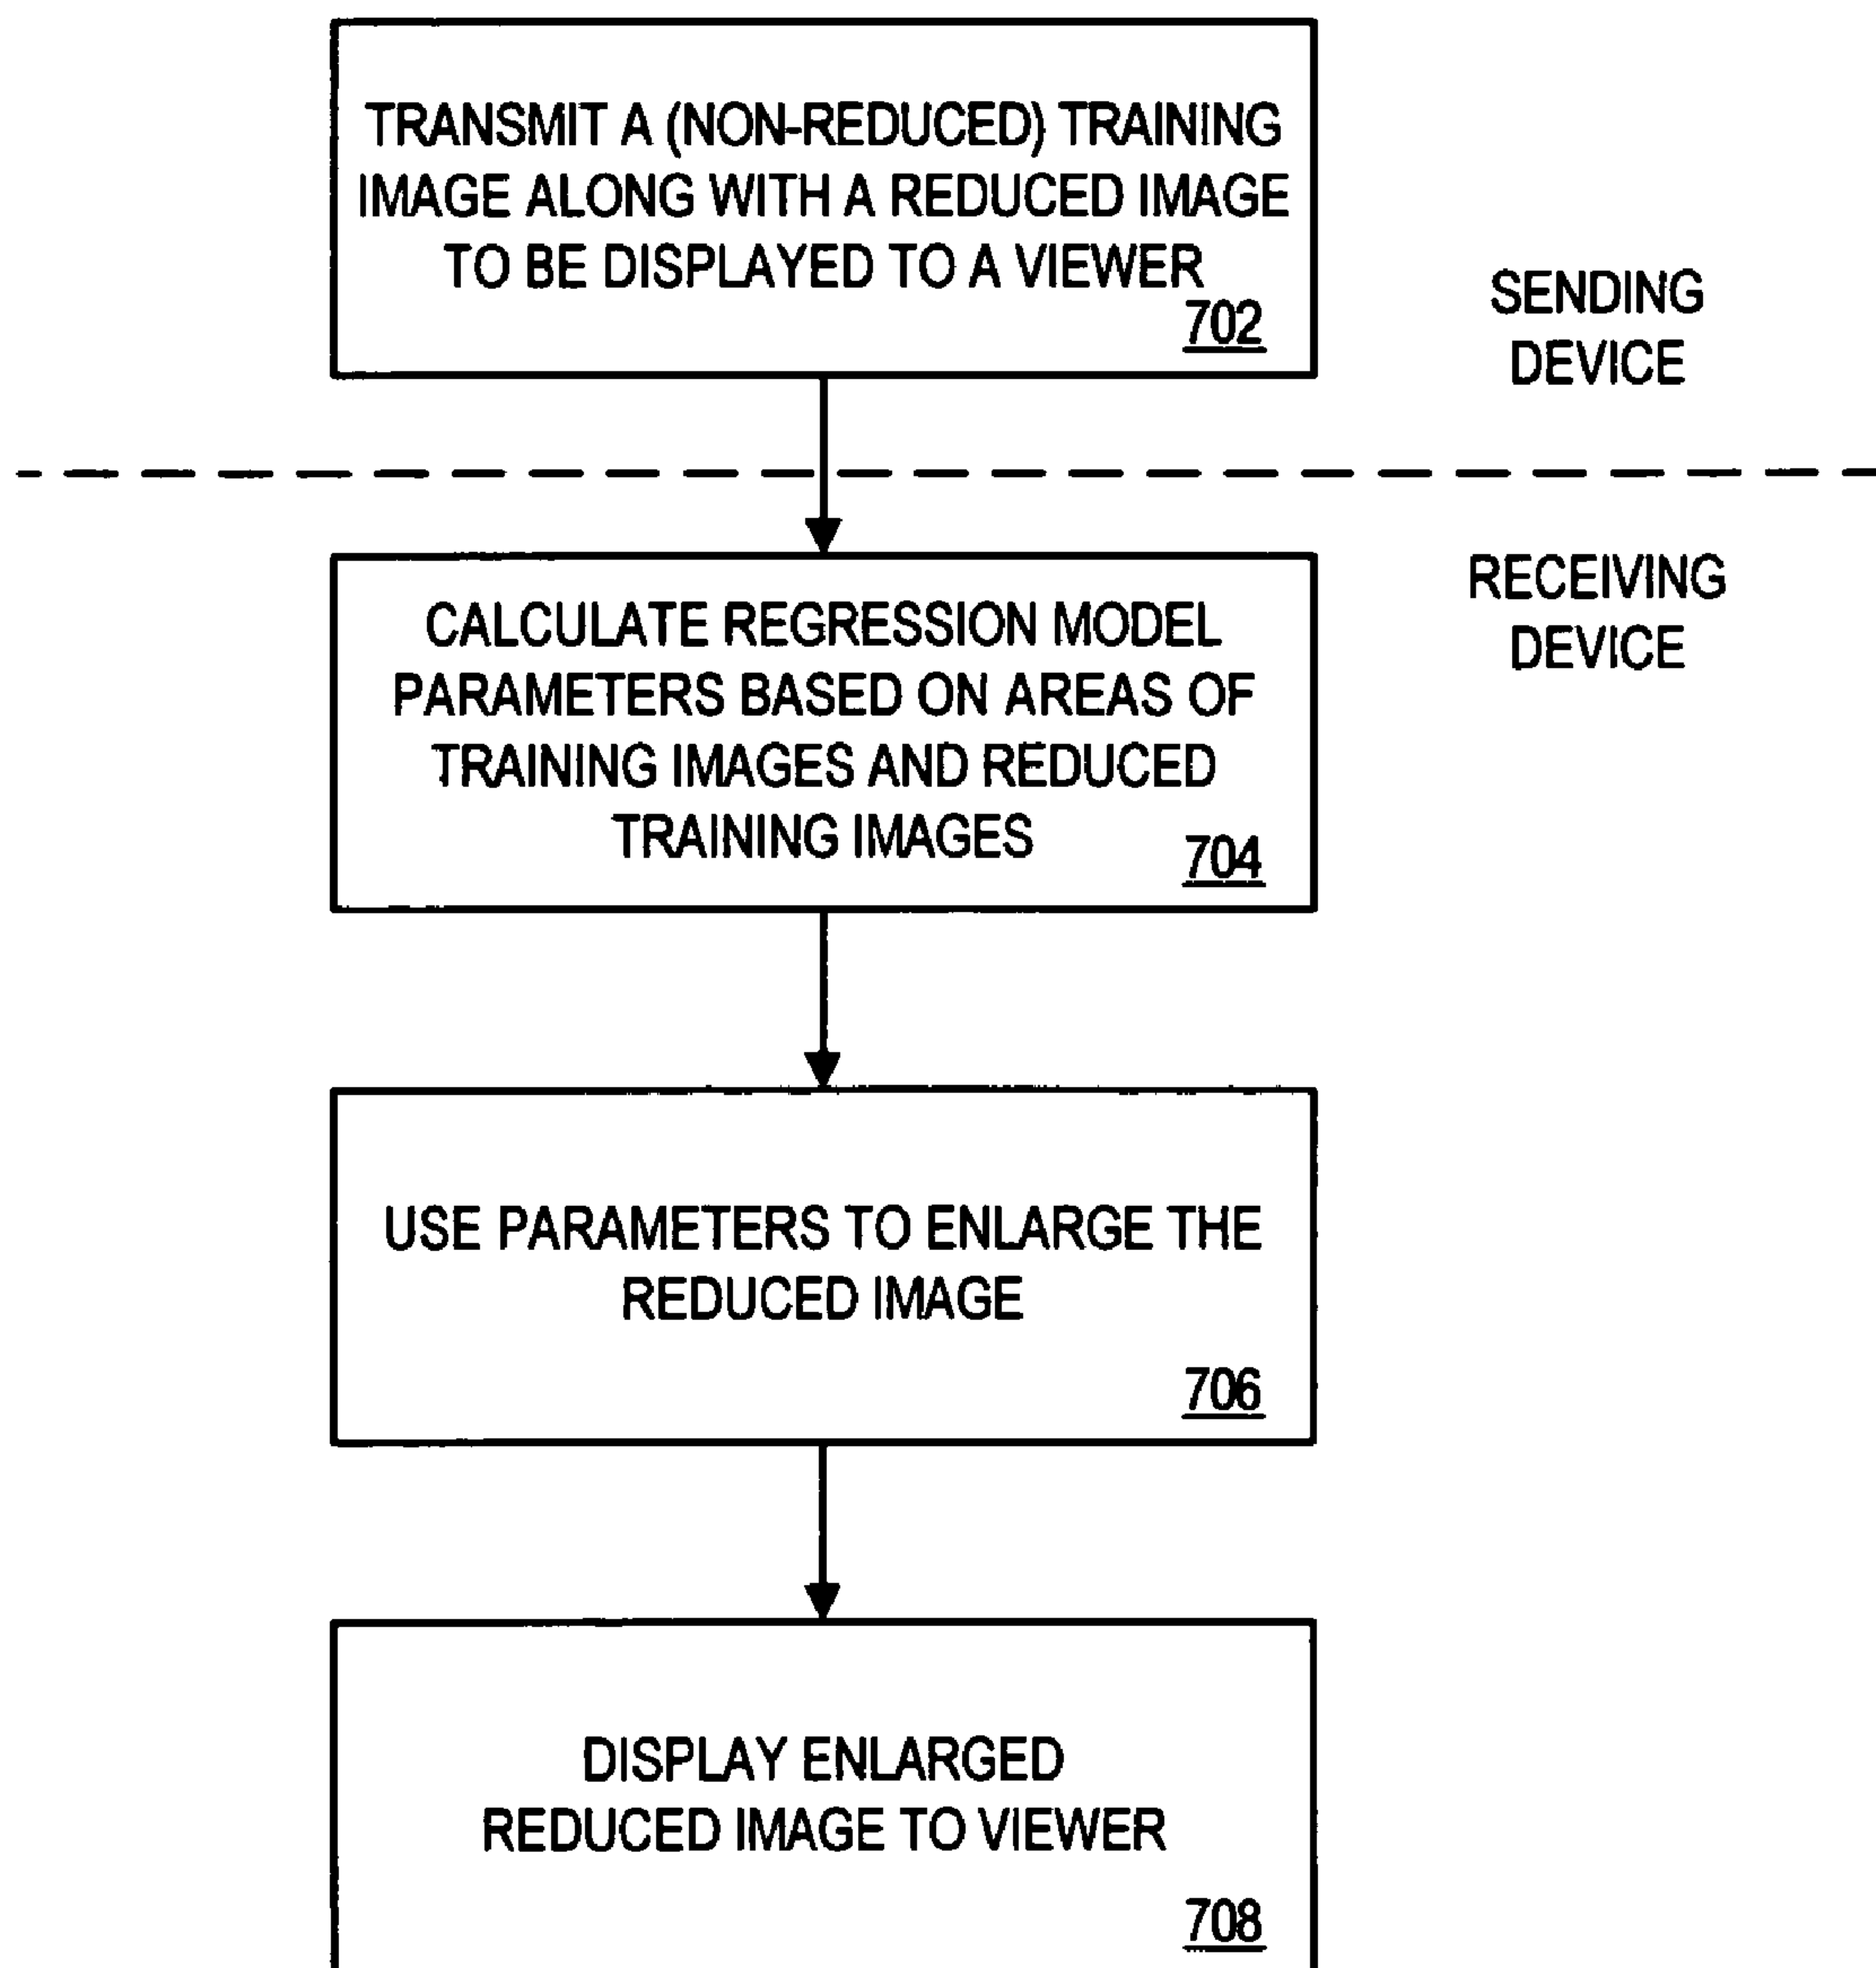 TRANSMIT A (NON-REDUCED) TRAINING
IMAGE ALONG WITH A REDUCED IMAGE
TO BE DISPLAYED TO A VIEWER
702
SENDING
DEVICE
RECEIVING
DEVICE
CALCULATE REGRESSION MODEL
PARAMETERS BASED ON AREAS OF
TRAINING IMAGES AND REDUCED
TRAINING IMAGES
704
USE PARAMETERS TO ENLARGE THE
REDUCED IMAGE
706
DISPLAY ENLARGED
REDUCED IMAGE TO VIEWER
708